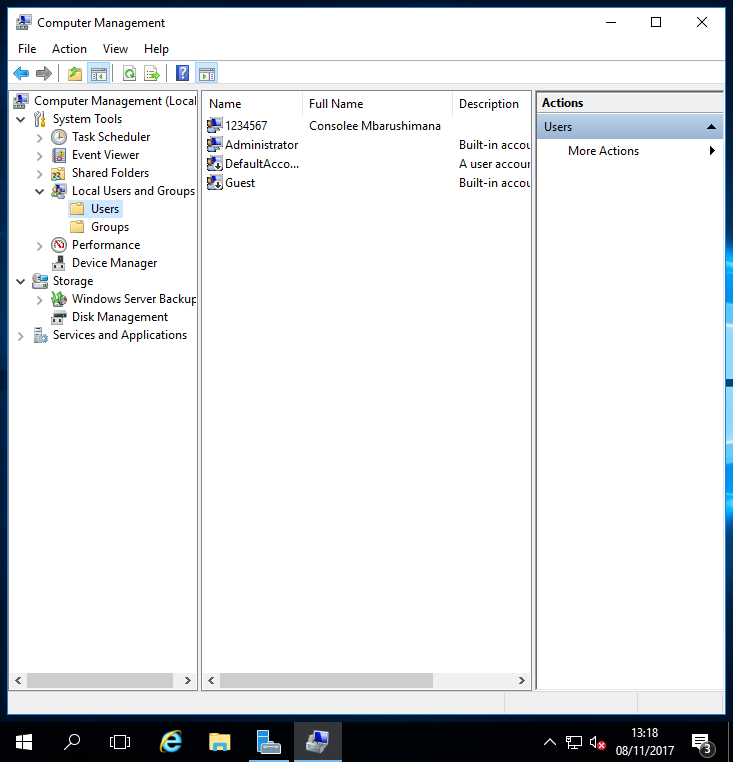 Computer Management
File Action View Help
Computer Management (Local
System Tools
Task Scheduler
Event Viewer
Shared Folders
Local Users and Groups
Users
Groups
Performance
Device Manager
Storage
Windows Server Backup
Disk Management
Services and Applications
Name Full Name Description
1234567 Consolee Mbarushimana
Administrator Built-in accou
DefaultAcco... A user accour
Guest Built-in accou
Actions
Users
More Actions
13:18
08/11/2017
3